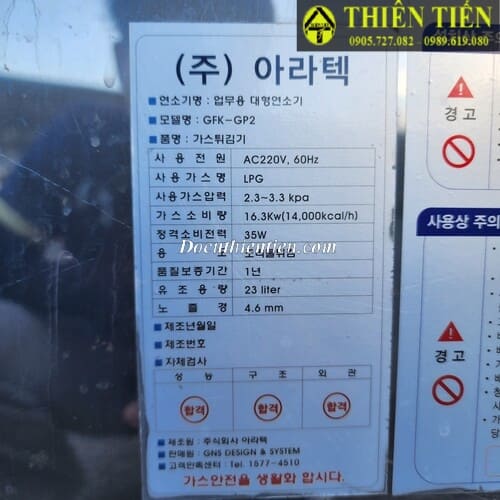 THIÊN TIẾN
0905.727.082 0989.619.080
(주) 아라텍
■ 연소기명 : 업무용 대형연소기
■ 모델명 : GFK-GP2
■ 품명 : 가스튀김기
사용전원 AC220V, 60Hz
사용가스명 LPG
사용가스압력 2.3~3.3 kpa
가스소비량 16.3Kw(14,000kcal/h)
정격소비전력 35W
용도
Docuthientien.com
품질보증기간 1년
유조용량 23 liter
노즐경 4.6 mm
■ 제조년월일
■ 제조번호
■ 자체검사
성능 구조 외관
합격 합격 합격
■ 제조원 : 주식회사 아라텍
■ 판매원 : GNS DESIGN & SYSTEM
■ 고객만족센터 : Tel. 1577-4510
가스안전을 생활화 합시다.
경고
사용상 주의
경고